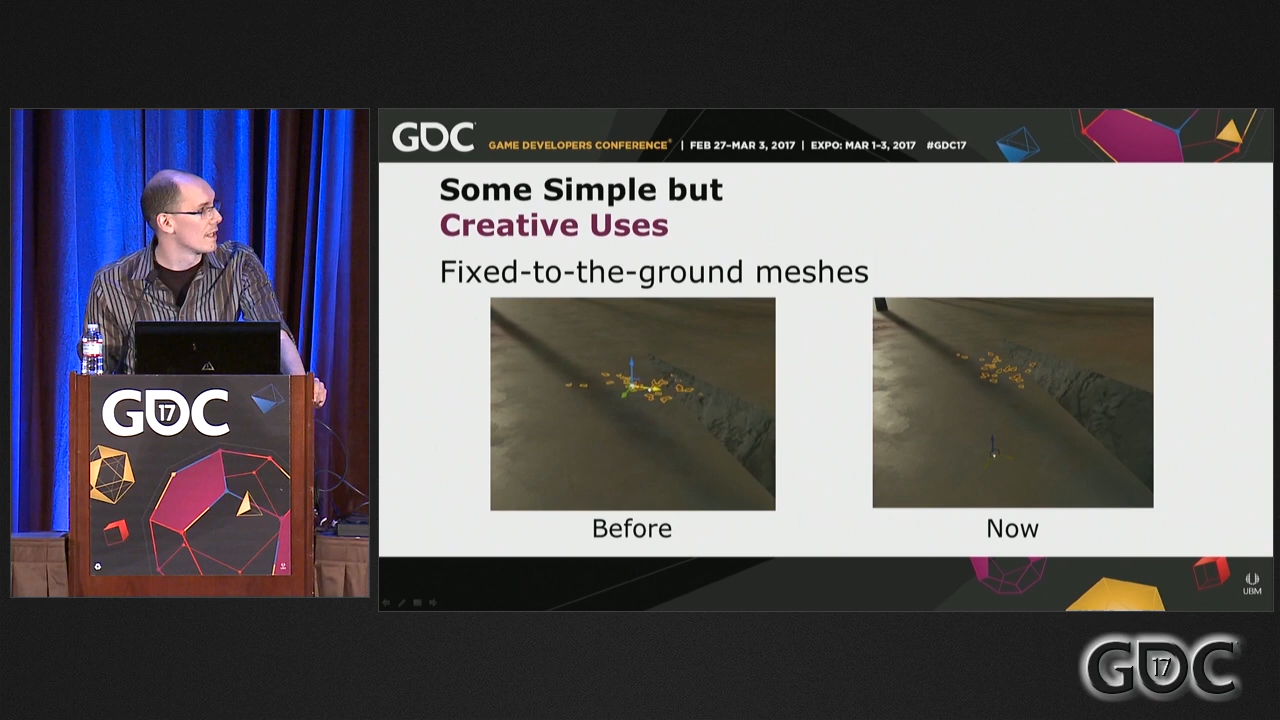 GDC
GAME DEVELOPERS CONFERENCE® | FEB 27–MAR 3, 2017 | EXPO: MAR 1–3, 2017 #GDC17
Some Simple but
Creative Uses
Fixed-to-the-ground meshes
Before
Now
UBM
GDC
17
GDC
17